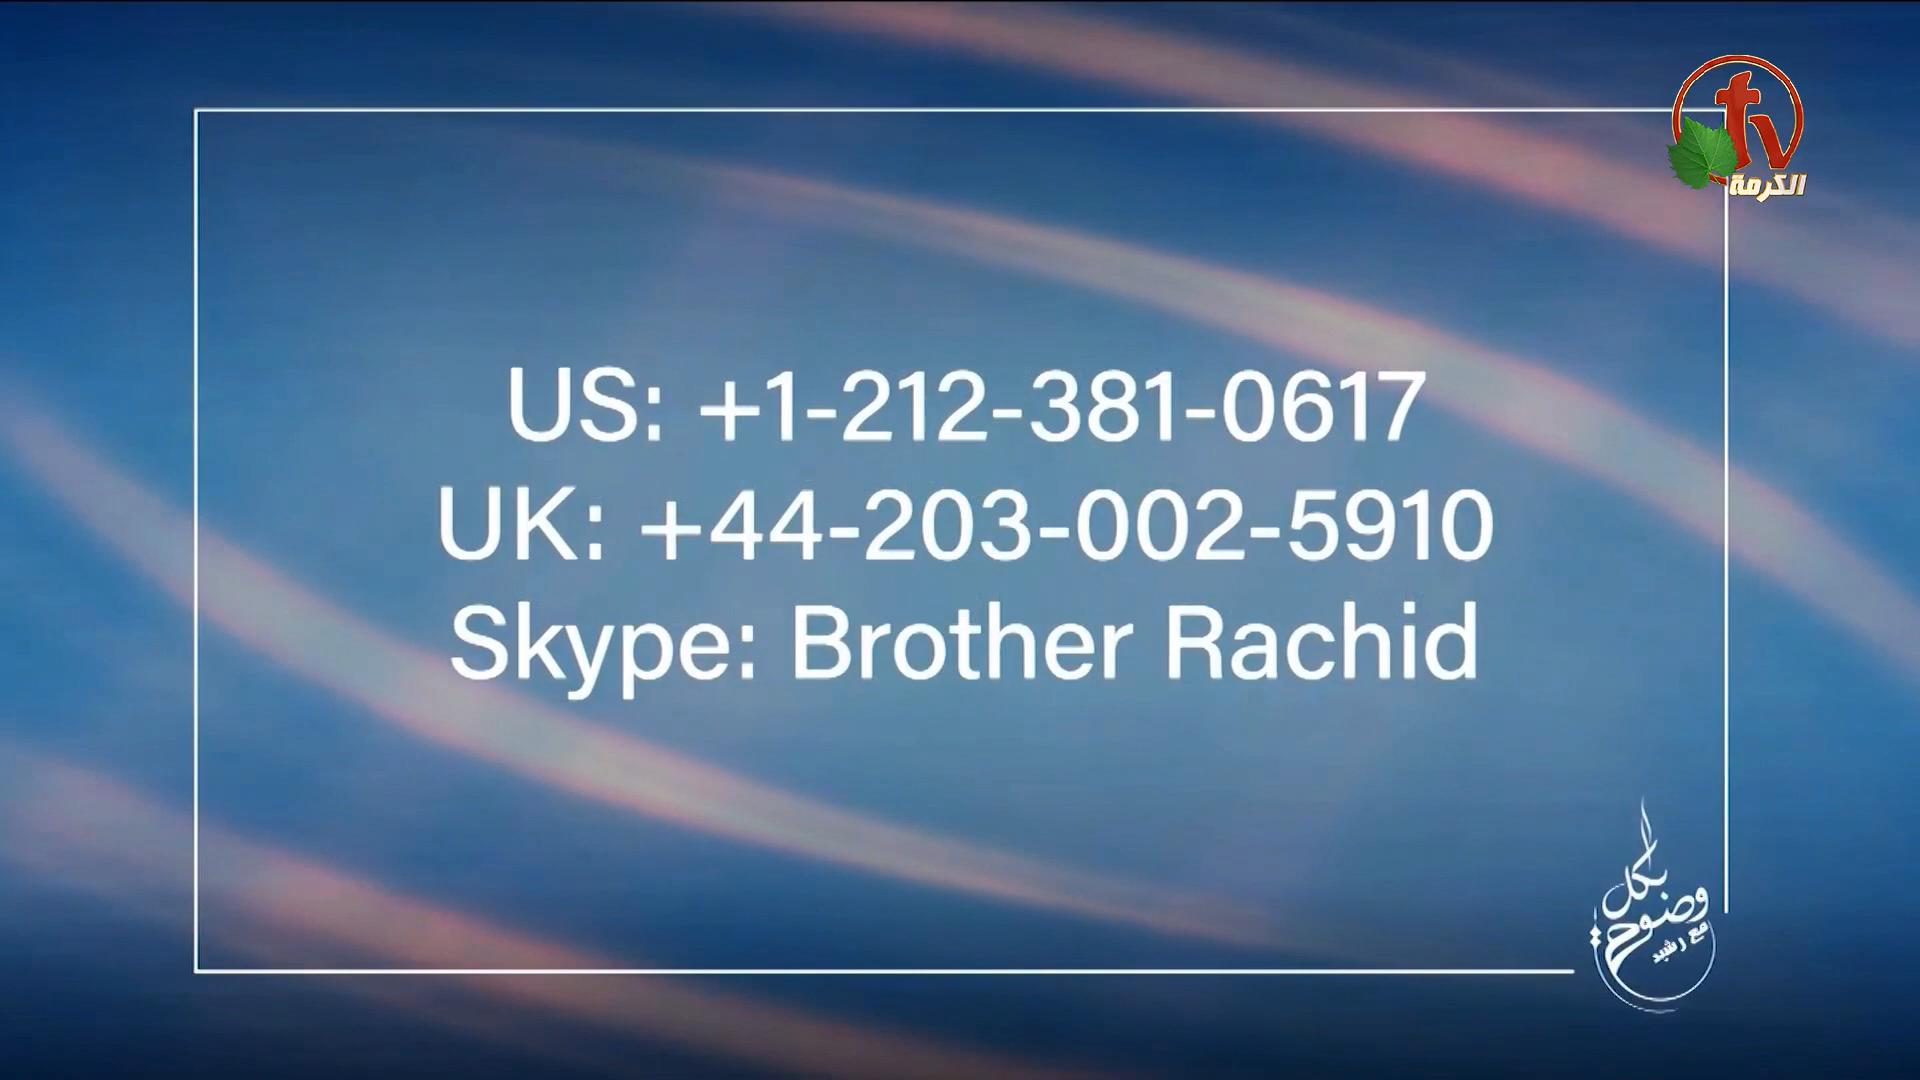 tv
الكرمة
US: +1-212-381-0617
UK: +44-203-002-5910
Skype: Brother Rachid
بكل
وضوح
مع رشيد